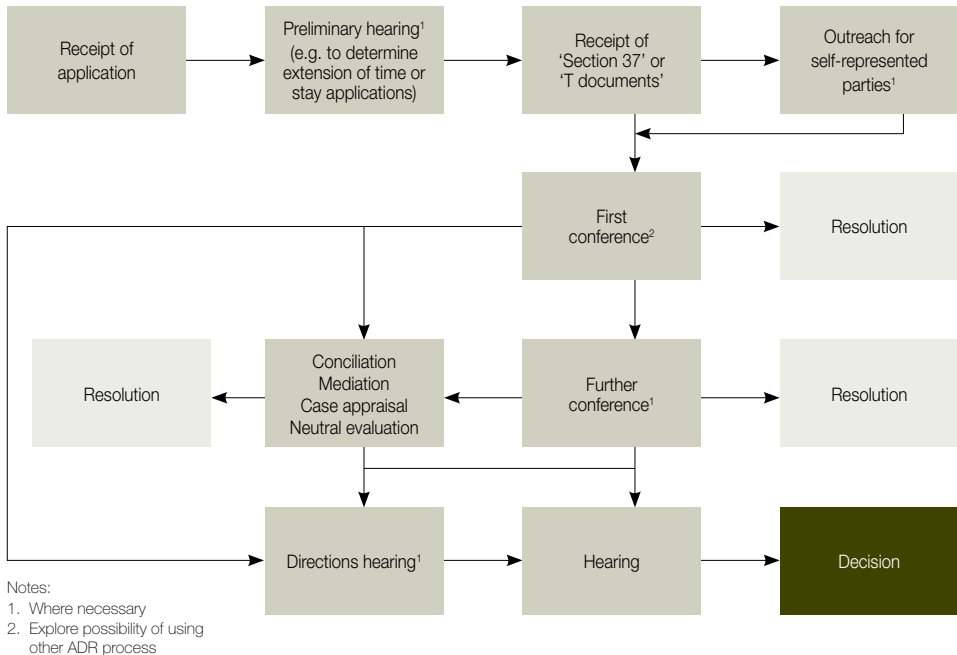 Receipt of
application
Preliminary hearing¹
(e.g. to determine
extension of time or
stay applications)
Receipt of
‘Section 37’ or
‘T documents’
Outreach for
self-represented
parties¹
First
conference²
Resolution
Resolution
Conciliation
Mediation
Case appraisal
Neutral evaluation
Further
conference¹
Resolution
Directions hearing¹
Hearing
Decision
Notes:
1. Where necessary
2. Explore possibility of using
other ADR process